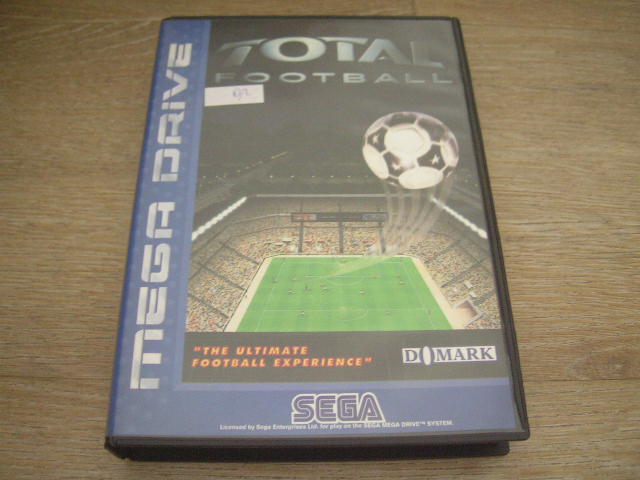 TOTAL
FOOTBALL
MEGA DRIVE
"THE ULTIMATE
FOOTBALL EXPERIENCE"
DOMARK
SEGA
Licensed by Sega Enterprises Ltd. for play on the SEGA MEGA DRIVE™ SYSTEM.